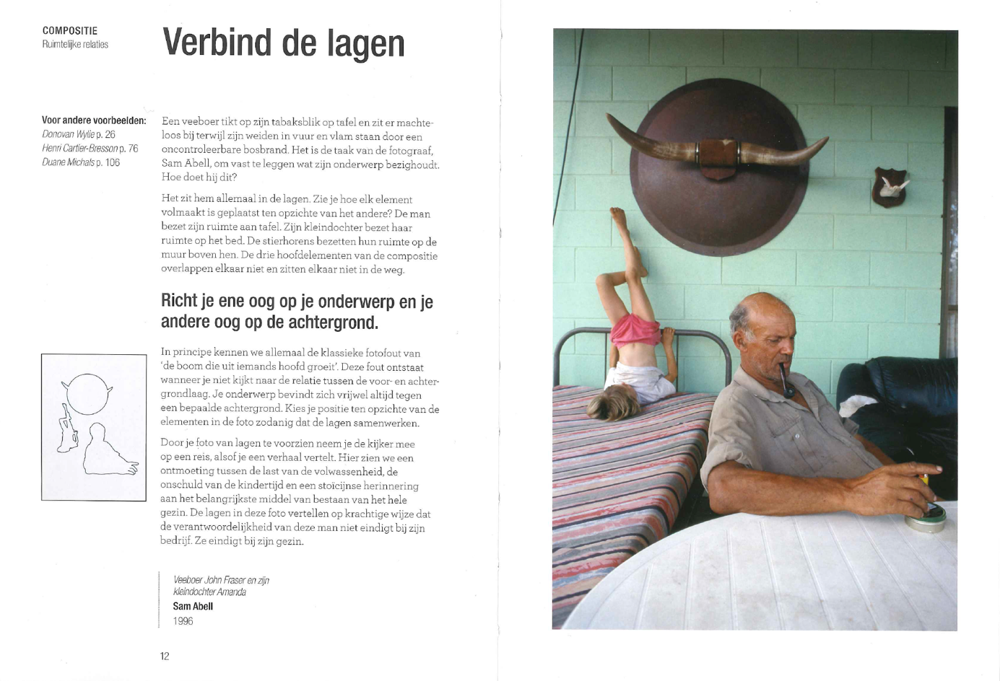 COMPOSITIE
Ruimtelijke relaties
Verbind de lagen
Voor andere voorbeelden:
Donovan Wylie p. 26
Henri Cartier-Bresson p. 76
Duane Michals p. 106
Een veeboer tikt op zijn tabaksblik op tafel en zit er machte-
loos bij terwijl zijn weiden in vuur en vlam staan door een
oncontroleerbare bosbrand. Het is de taak van de fotograaf,
Sam Abell, om vast te leggen wat zijn onderwerp bezighoudt.
Hoe doet hij dit?
Het zit hem allemaal in de lagen. Zie je hoe elk element
volmaakt is geplaatst ten opzichte van het andere? De man
bezet zijn ruimte aan tafel. Zijn kleindochter bezet haar
ruimte op het bed. De stierhorens bezetten hun ruimte op de
muur boven hen. De drie hoofdelementen van de compositie
overlappen elkaar niet en zitten elkaar niet in de weg.
Richt je ene oog op je onderwerp en je
andere oog op de achtergrond.
In principe kennen we allemaal de klassieke fotofout van
'de boom die uit iemands hoofd groeit'. Deze fout ontstaat
wanneer je niet kijkt naar de relatie tussen de voor- en achter-
grondlaag. Je onderwerp bevindt zich vrijwel altijd tegen
een bepaalde achtergrond. Kies je positie ten opzichte van de
elementen in de foto zodanig dat de lagen samenwerken.
Door je foto van lagen te voorzien neem je de kijker mee
op een reis, alsof je een verhaal vertelt. Hier zien we een
ontmoeting tussen de last van de volwassenheid, de
onschuld van de kindertijd en een stoïcijnse herinnering
aan het belangrijkste middel van bestaan van het hele
gezin. De lagen in deze foto vertellen op krachtige wijze dat
de verantwoordelijkheid van deze man niet eindigt bij zijn
bedrijf. Ze eindigt bij zijn gezin.
Veeboer John Fraser en zijn
kleindochter Amanda
Sam Abell
1996
12